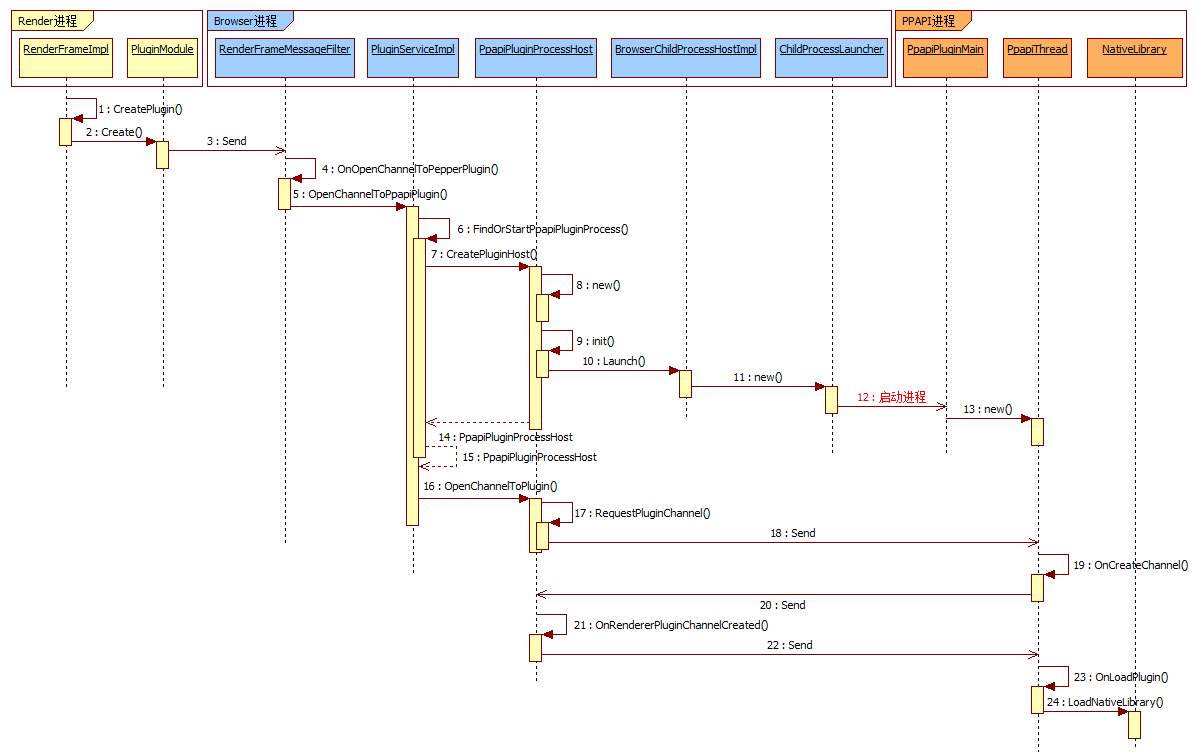 Render进程
Browser进程
PPAPI进程
RenderFrameImpl
PluginModule
RenderFrameMessageFilter
PluginServiceImpl
PpapiPluginProcessHost
BrowserChildProcessHostImpl
ChildProcessLauncher
PpapiPluginMain
PpapiThread
NativeLibrary
1 : CreatePlugin()
2 : Create()
3 : Send
4 : OnOpenChannelToPepperPlugin()
5 : OpenChannelToPpapiPlugin()
6 : FindOrStartPpapiPluginProcess()
7 : CreatePluginHost()
8 : new()
9 : init()
10 : Launch()
11 : new()
12 : 启动进程
13 : new()
14 : PpapiPluginProcessHost
15 : PpapiPluginProcessHost
16 : OpenChannelToPlugin()
17 : RequestPluginChannel()
18 : Send
19 : OnCreateChannel()
20 : Send
21 : OnRendererPluginChannelCreated()
22 : Send
23 : OnLoadPlugin()
24 : LoadNativeLibrary()